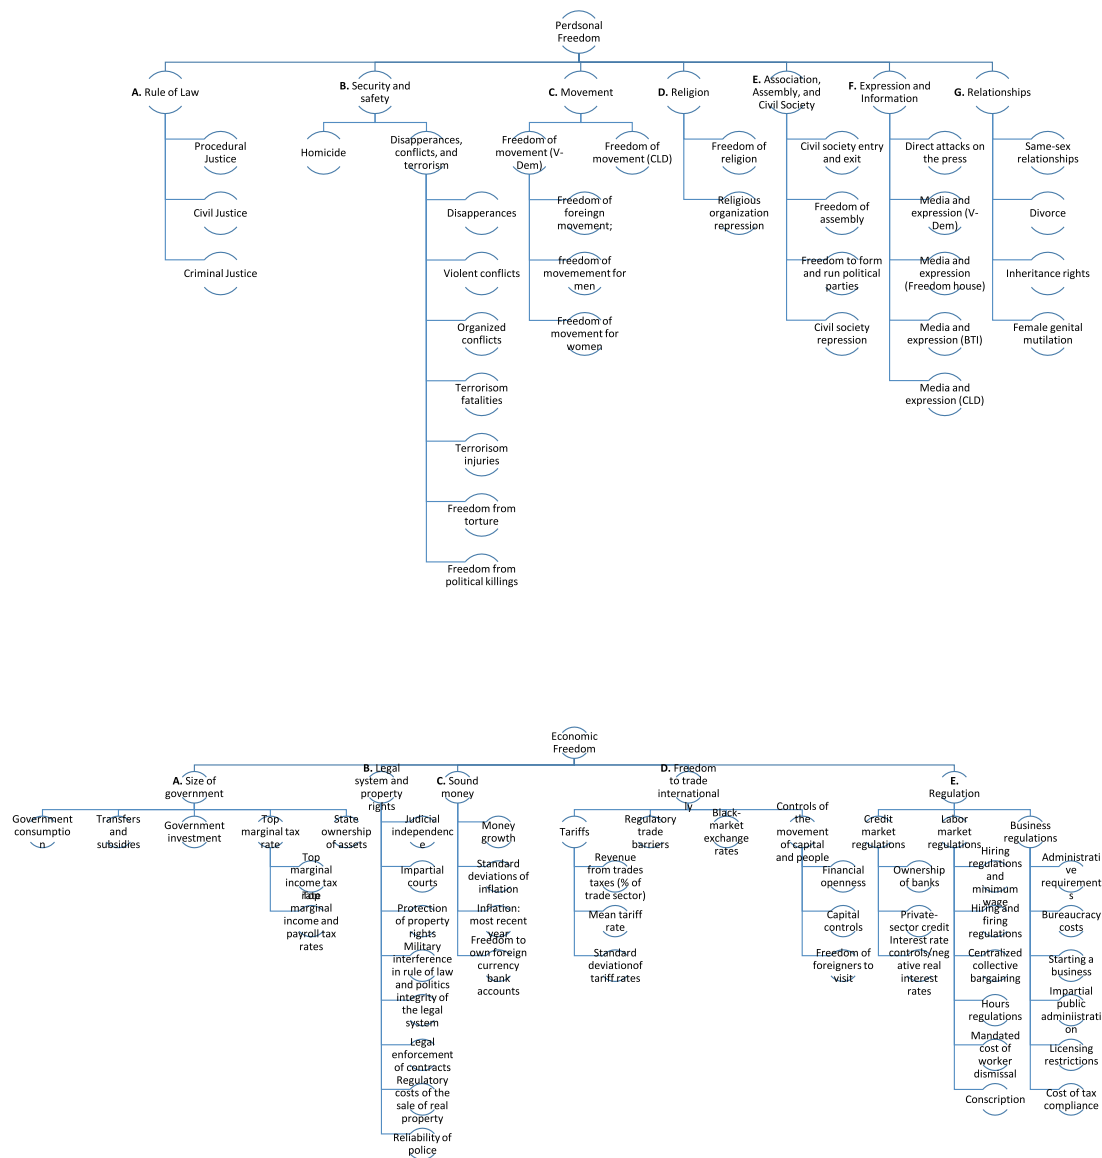 Perdsonal
Freedom
A. Rule of Law
Procedural
Justice
Civil Justice
Criminal Justice
B. Security and
safety
Homicide
Disapperances,
conflicts, and
terrorism
Disapperances
Violent conflicts
Organized
conflicts
Terrorisom
fatalities
Terrorisom
injuries
Freedom from
torture
Freedom from
political killings
C. Movement
Freedom of
movement (V-
Dem)
Freedom of
foreingn
movement;
freedom of
movemement for
men
Freedom of
movement for
women
Freedom of
movement (CLD)
D. Religion
Freedom of
religion
Religious
organization
repression
E. Association,
Assembly, and
Civil Society
Civil society entry
and exit
Freedom of
assembly
Freedom to form
and run political
parties
Civil society
repression
F. Expression and
Information
Direct attacks on
the press
Media and
expression (V-
Dem)
Media and
expression
(Freedom house)
Media and
expression (BTI)
Media and
expression (CLD)
G. Relationships
Same-sex
relationships
Divorce
Inheritance rights
Female genital
mutilation
Economic
Freedom
A. Size of
government
Government
consumptio
n
Transfers
and
subsidies
Government
investment
Top
marginal tax
rate
Top
marginal
income tax
rate
Top
marginal
income and
payroll tax
rates
State
ownership
of assets
B. Legal
system and
property
rights
Judicial
independenc
e
Impartial
courts
Protection
of property
rights
Military
interference
in rule of law
and politics
integrity of
the legal
system
Legal
enforcement
of contracts
Regulatory
costs of the
sale of real
property
Reliability of
police
C. Sound
money
Money
growth
Standard
deviations of
inflation
Inflation:
most recent
year
Freedom to
own foreign
currency
bank
accounts
D. Freedom
to trade
international
ly
Tariffs
Revenue
from trades
taxes (% of
trade sector)
Mean tariff
rate
Standard
deviationof
tariff rates
Regulatory
trade
barriers
Black-
market
exchange
rates
Controls of
the
movement
of capital
and people
Financial
openness
Capital
controls
Freedom of
foreigners to
visit
E.
Regulation
Credit
market
regulations
Ownership
of banks
Private-
sector credit
Interest rate
controls/neg
ative real
interest
rates
Labor
market
regulations
Hiring
regulations
and
minimum
wage
Hiring and
firing
regulations
Centralized
collective
bargaining
Hours
regulations
Mandated
cost of
worker
dismissal
Conscription
Business
regulations
Administrati
ve
requirement
s
Bureaucracy
costs
Starting a
business
Impartial
public
adminiistrati
on
Licensing
restrictions
Cost of tax
compliance